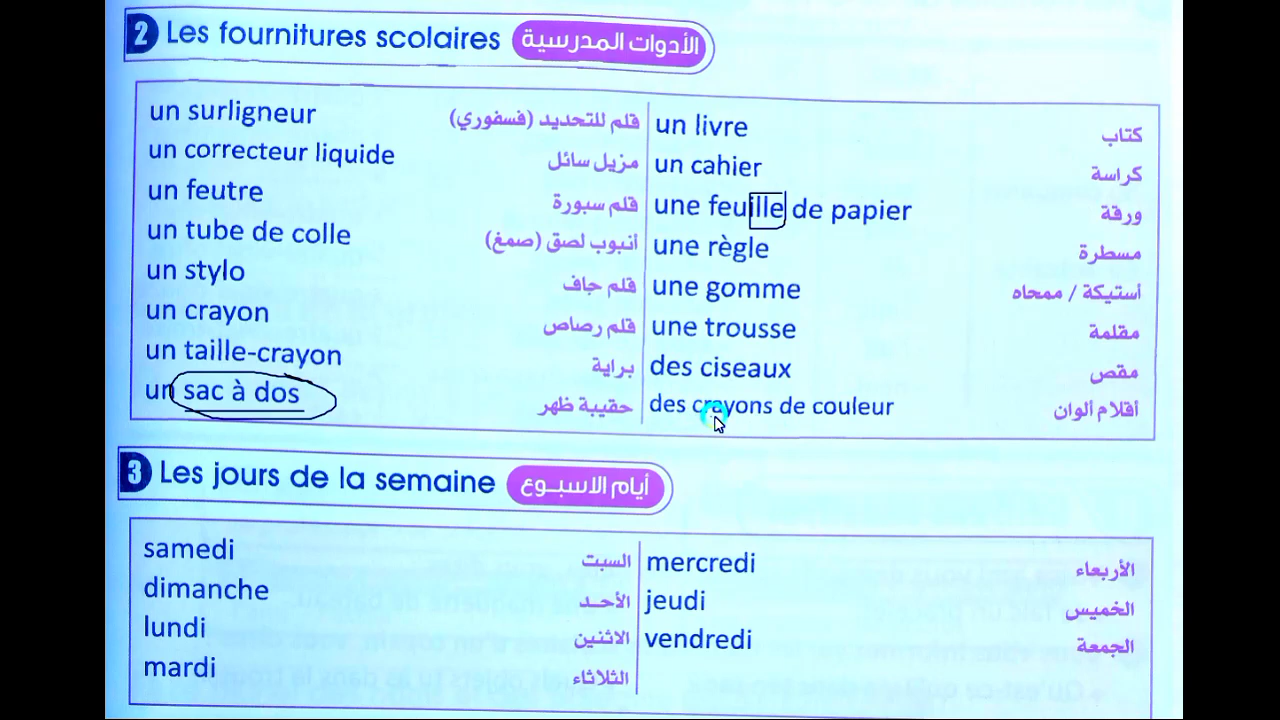 2 Les fournitures scolaires الأدوات المدرسية
un surligneur قلم للتحديد (فسفوري)
un correcteur liquide مزيل سائل
un feutre قلم سبورة
un tube de colle أنبوب لصق (صمغ)
un stylo قلم جاف
un crayon قلم رصاص
un taille-crayon براية
un sac à dos حقيبة ظهر
un livre كتاب
un cahier كراسة
une feuille de papier ورقة
une règle مسطرة
une gomme أستيكة / ممحاه
une trousse مقلمة
des ciseaux مقص
des crayons de couleur أقلام ألوان
3 Les jours de la semaine أيام الاسبوع
samedi السبت
dimanche الأحد
lundi الاثنين
mardi الثلاثاء
mercredi الأربعاء
jeudi الخميس
vendredi الجمعة